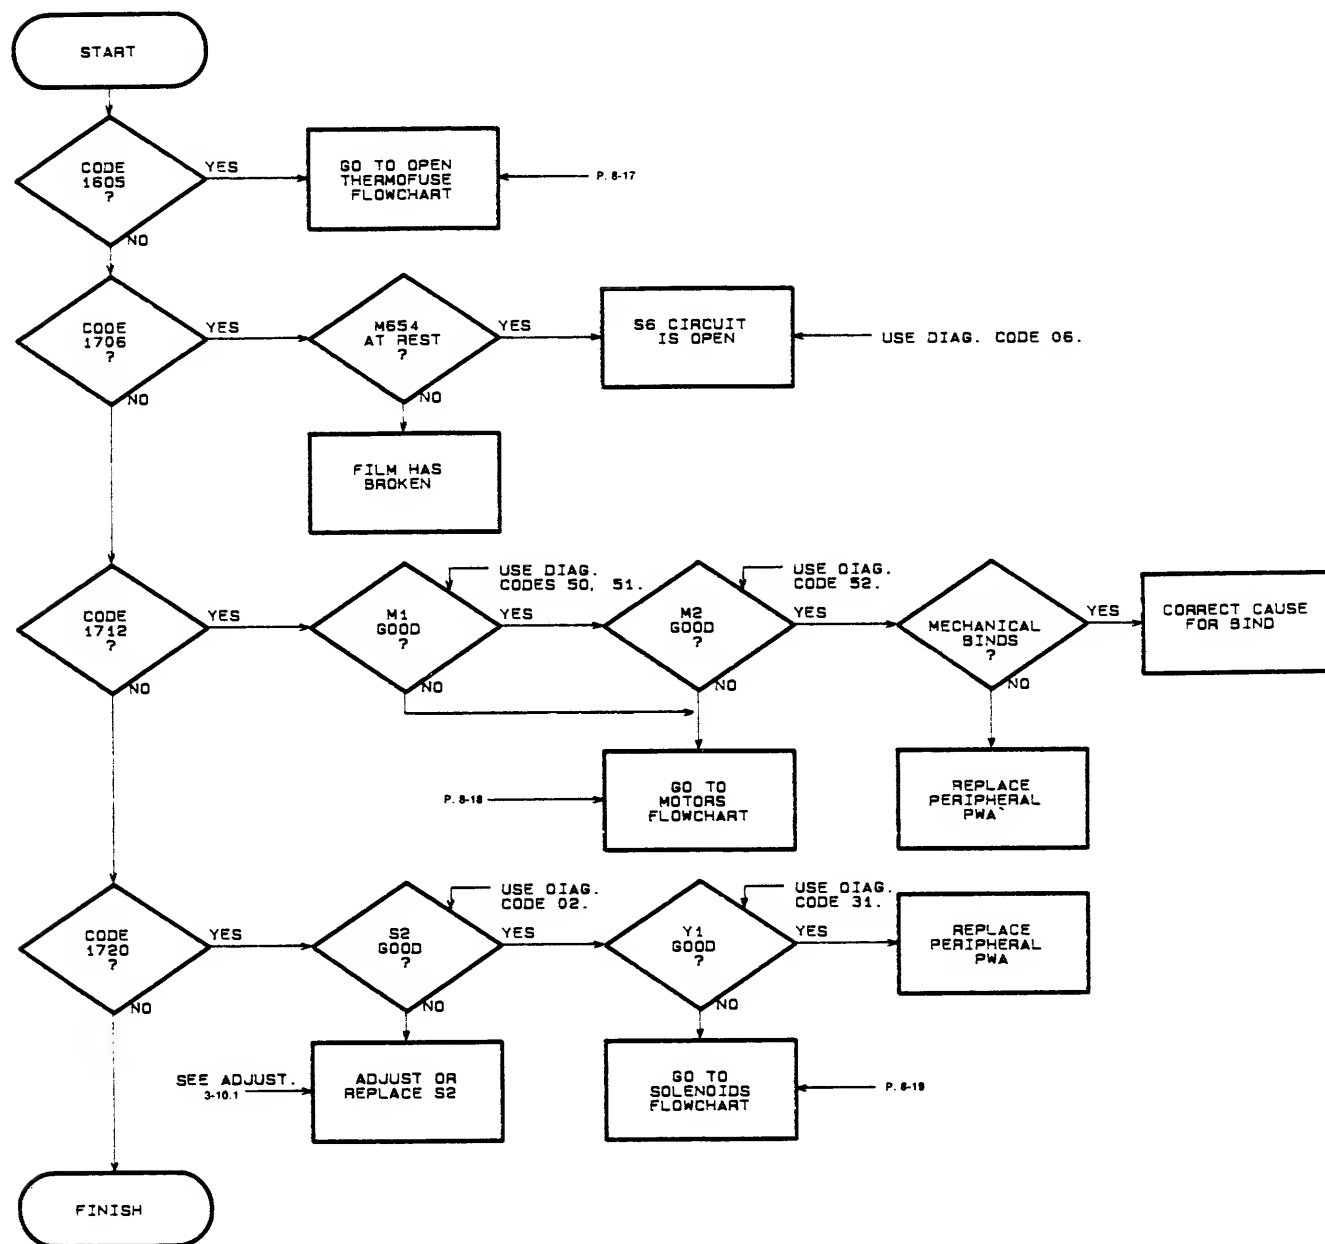 START
CODE
1605
?
YES
GO TO OPEN
THERMOFUSE
FLOWCHART
P. 8-17
NO
CODE
1706
?
YES
M654
AT REST
?
YES
S6 CIRCUIT
IS OPEN
USE DIAG. CODE 06.
NO
NO
FILM HAS
BROKEN
CODE
1712
?
YES
M1
GOOD
?
USE DIAG.
CODES 50, 51.
YES
M2
GOOD
?
USE DIAG.
CODE 52.
YES
MECHANICAL
BINDS
?
YES
CORRECT CAUSE
FOR BIND
NO
NO
NO
NO
P. 8-18
GO TO
MOTORS
FLOWCHART
REPLACE
PERIPHERAL
PWA
CODE
1720
?
YES
S2
GOOD
?
USE DIAG.
CODE 02.
YES
Y1
GOOD
?
USE DIAG.
CODE 31.
YES
REPLACE
PERIPHERAL
PWA
NO
NO
NO
SEE ADJUST.
3-10.1
ADJUST OR
REPLACE S2
GO TO
SOLENOIDS
FLOWCHART
P. 8-19
FINISH